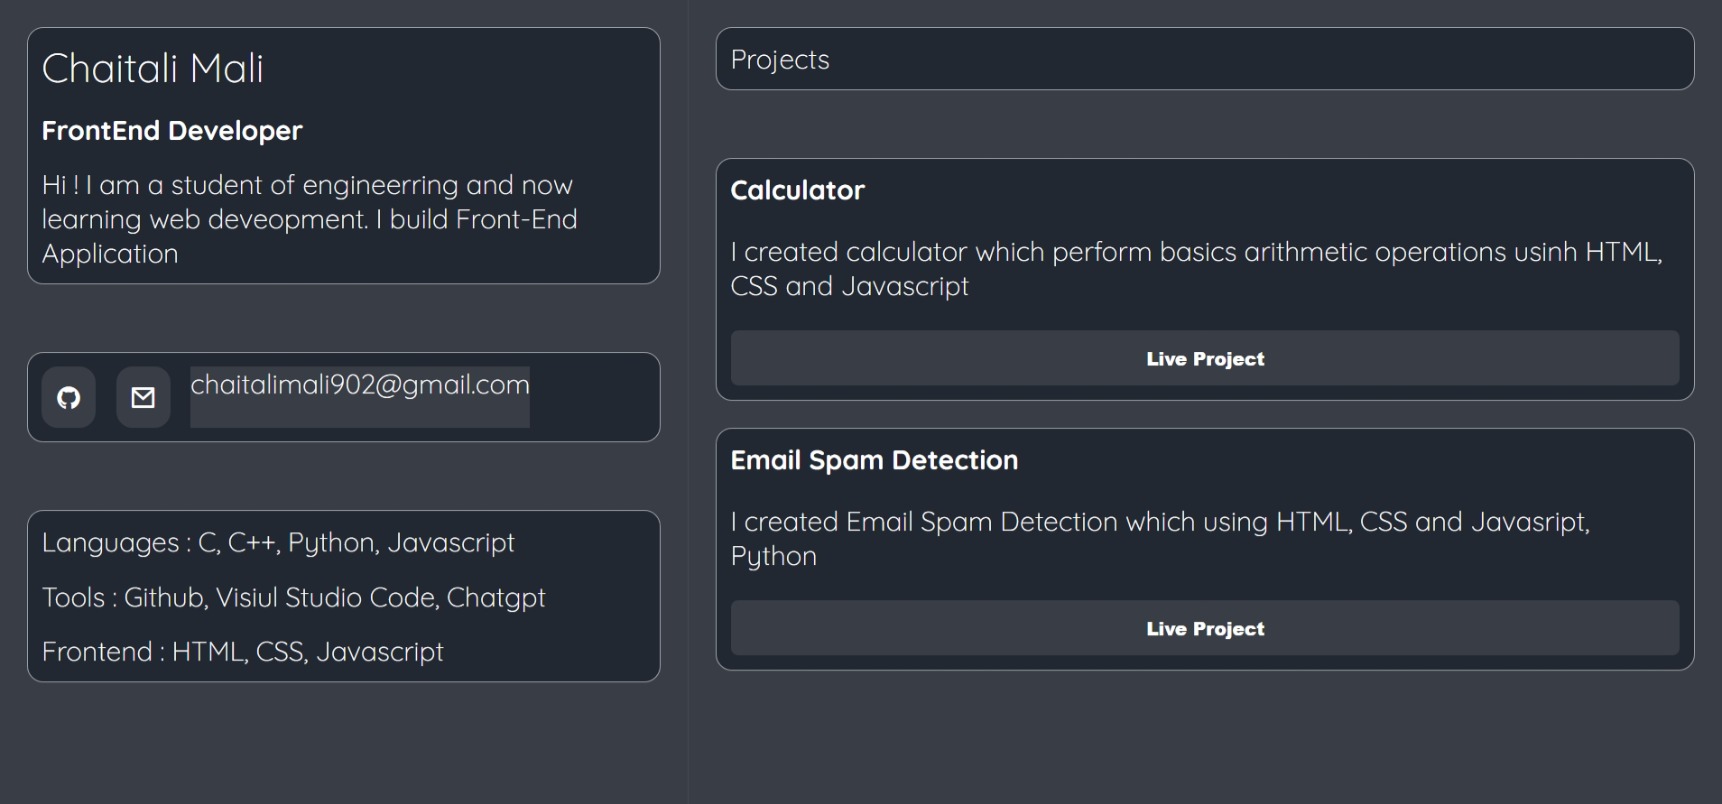 Chaitali Mali
FrontEnd Developer
Hi ! I am a student of engineerring and now
learning web deveopment. I build Front-End
Application
chaitalimali902@gmail.com
Languages : C, C++, Python, Javascript
Tools : Github, Visiul Studio Code, Chatgpt
Frontend : HTML, CSS, Javascript
Projects
Calculator
I created calculator which perform basics arithmetic operations usinh HTML,
CSS and Javascript
Live Project
Email Spam Detection
I created Email Spam Detection which using HTML, CSS and Javasript,
Python
Live Project